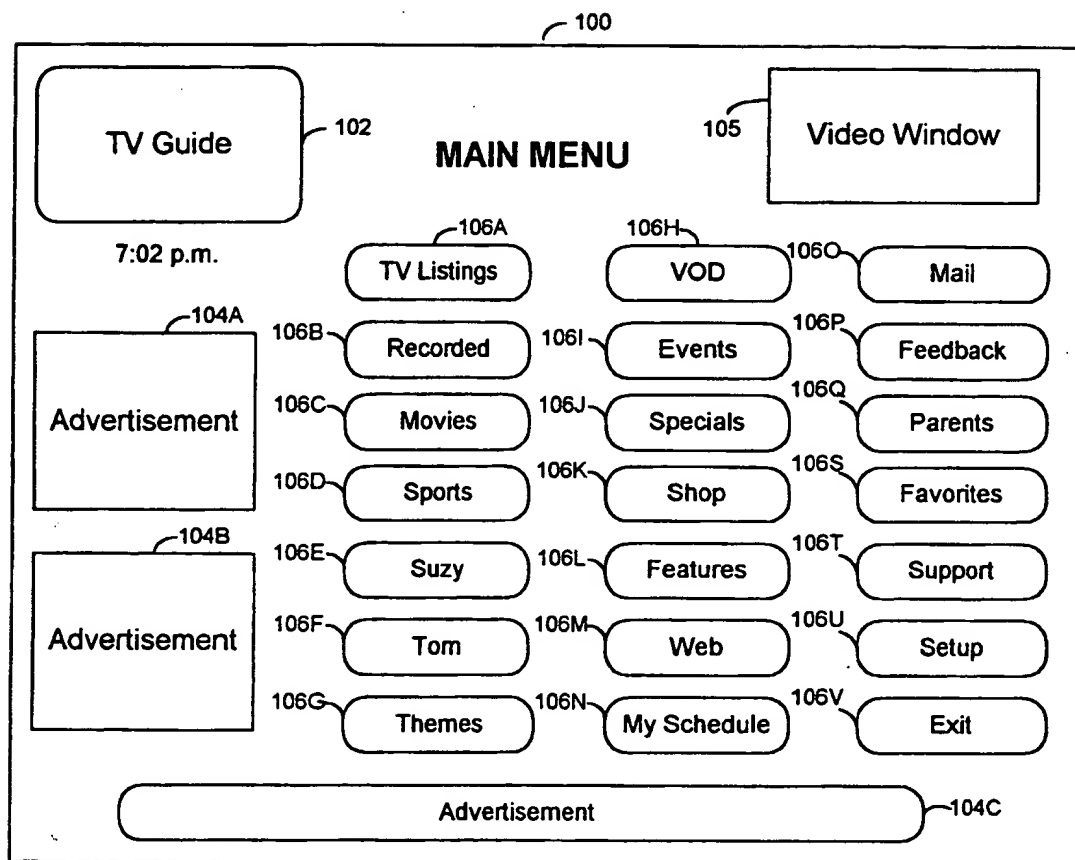 100
TV Guide
102
MAIN MENU
105
Video Window
7:02 p.m.
106A
TV Listings
106H
VOD
106O
Mail
104A
Advertisement
106B
Recorded
106I
Events
106P
Feedback
106C
Movies
106J
Specials
106Q
Parents
106D
Sports
106K
Shop
106S
Favorites
104B
Advertisement
106E
Suzy
106L
Features
106T
Support
106F
Tom
106M
Web
106U
Setup
106G
Themes
106N
My Schedule
106V
Exit
Advertisement
104C